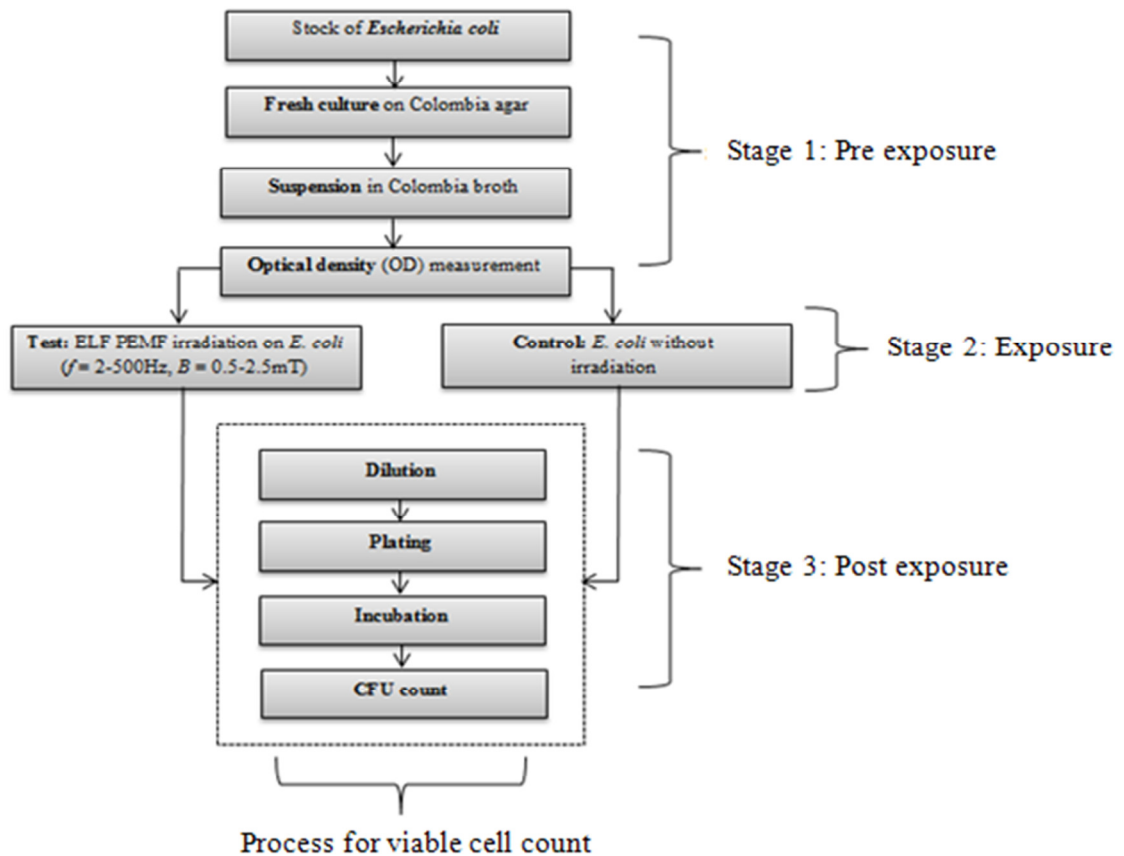 Stock of Escherichia coli
Fresh culture on Colombia agar
Stage 1: Pre exposure
Suspension in Colombia broth
Optical density (OD) measurement
Test: ELF PEMF irradiation on E. coli
(f = 2-500Hz, B = 0.5-2.5mT)
Control: E. coli without
irradiation
Stage 2: Exposure
Dilution
Plating
Stage 3: Post exposure
Incubation
CFU count
Process for viable cell count